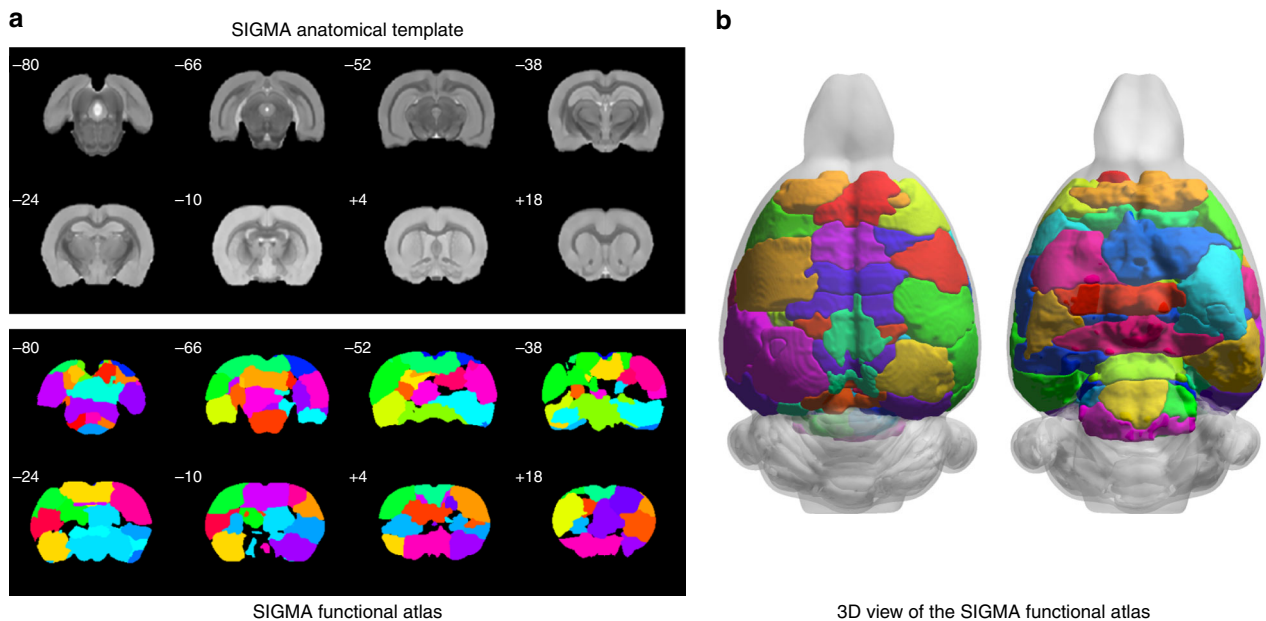 a
SIGMA anatomical template
–80 –66 –52 –38
–24 –10 +4 +18
–80 –66 –52 –38
–24 –10 +4 +18
SIGMA functional atlas
b
3D view of the SIGMA functional atlas